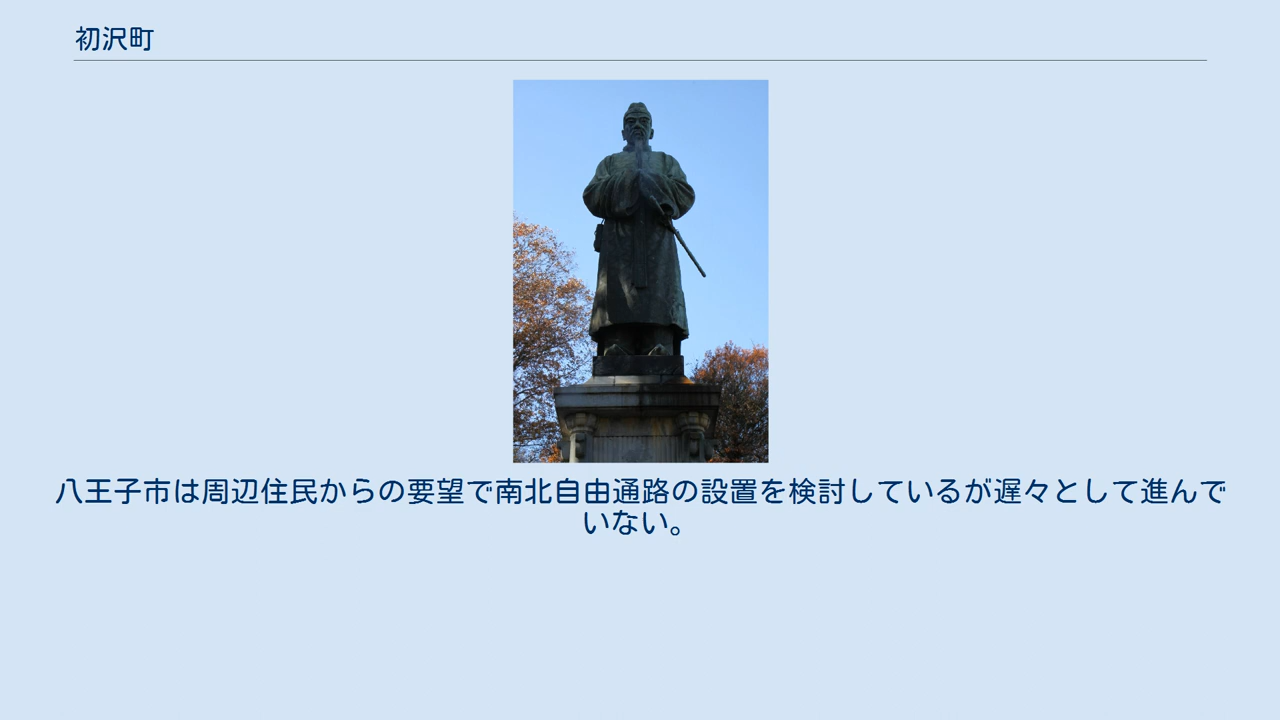 初沢町
八王子市は周辺住民からの要望で南北自由通路の設置を検討しているが遅々として進んで
いない。